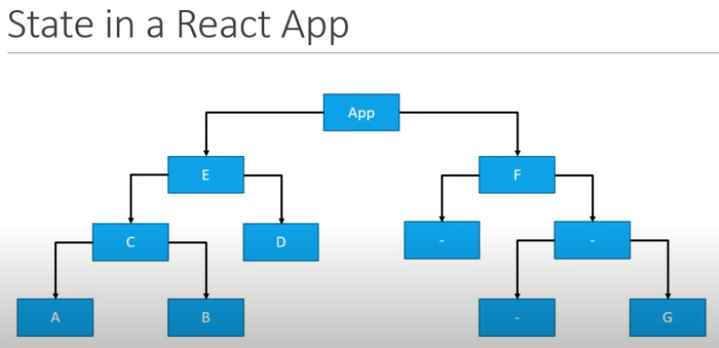 State in a React App
App
E
F
C
D
-
-
A
B
-
G